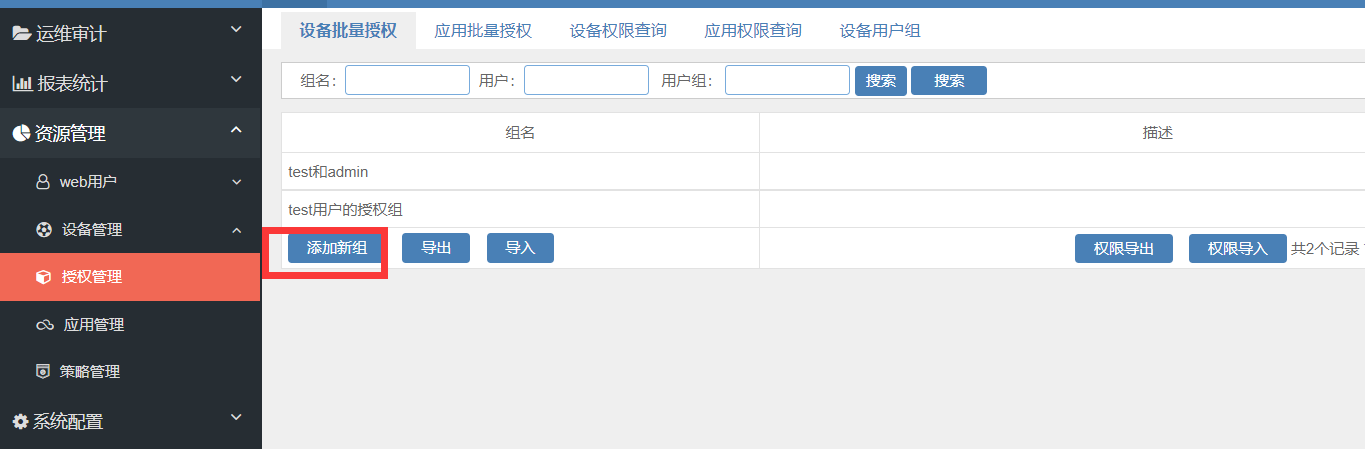 运维审计
报表统计
资源管理
web用户
设备管理
授权管理
应用管理
策略管理
系统配置
设备批量授权 应用批量授权 设备权限查询 应用权限查询 设备用户组
组名： 用户： 用户组： 搜索 搜索
组名 描述
test和admin
test用户的授权组
添加新组 导出 导入 权限导出 权限导入 共2个记录